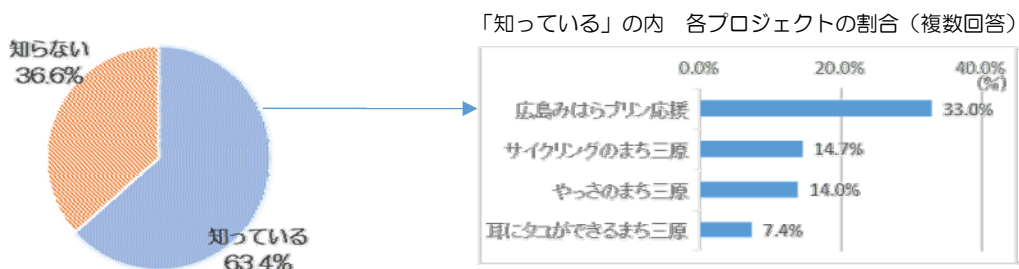 「知っている」の内 各プロジェクトの割合（複数回答）
知らない
36.6%
知っている
63.4%
0.0% 20.0% 40.0%
(%)
広島みはらプリン応援 33.0%
サイクリングのまち三原 14.7%
やっさのまち三原 14.0%
耳にタコができるまち三原 7.4%